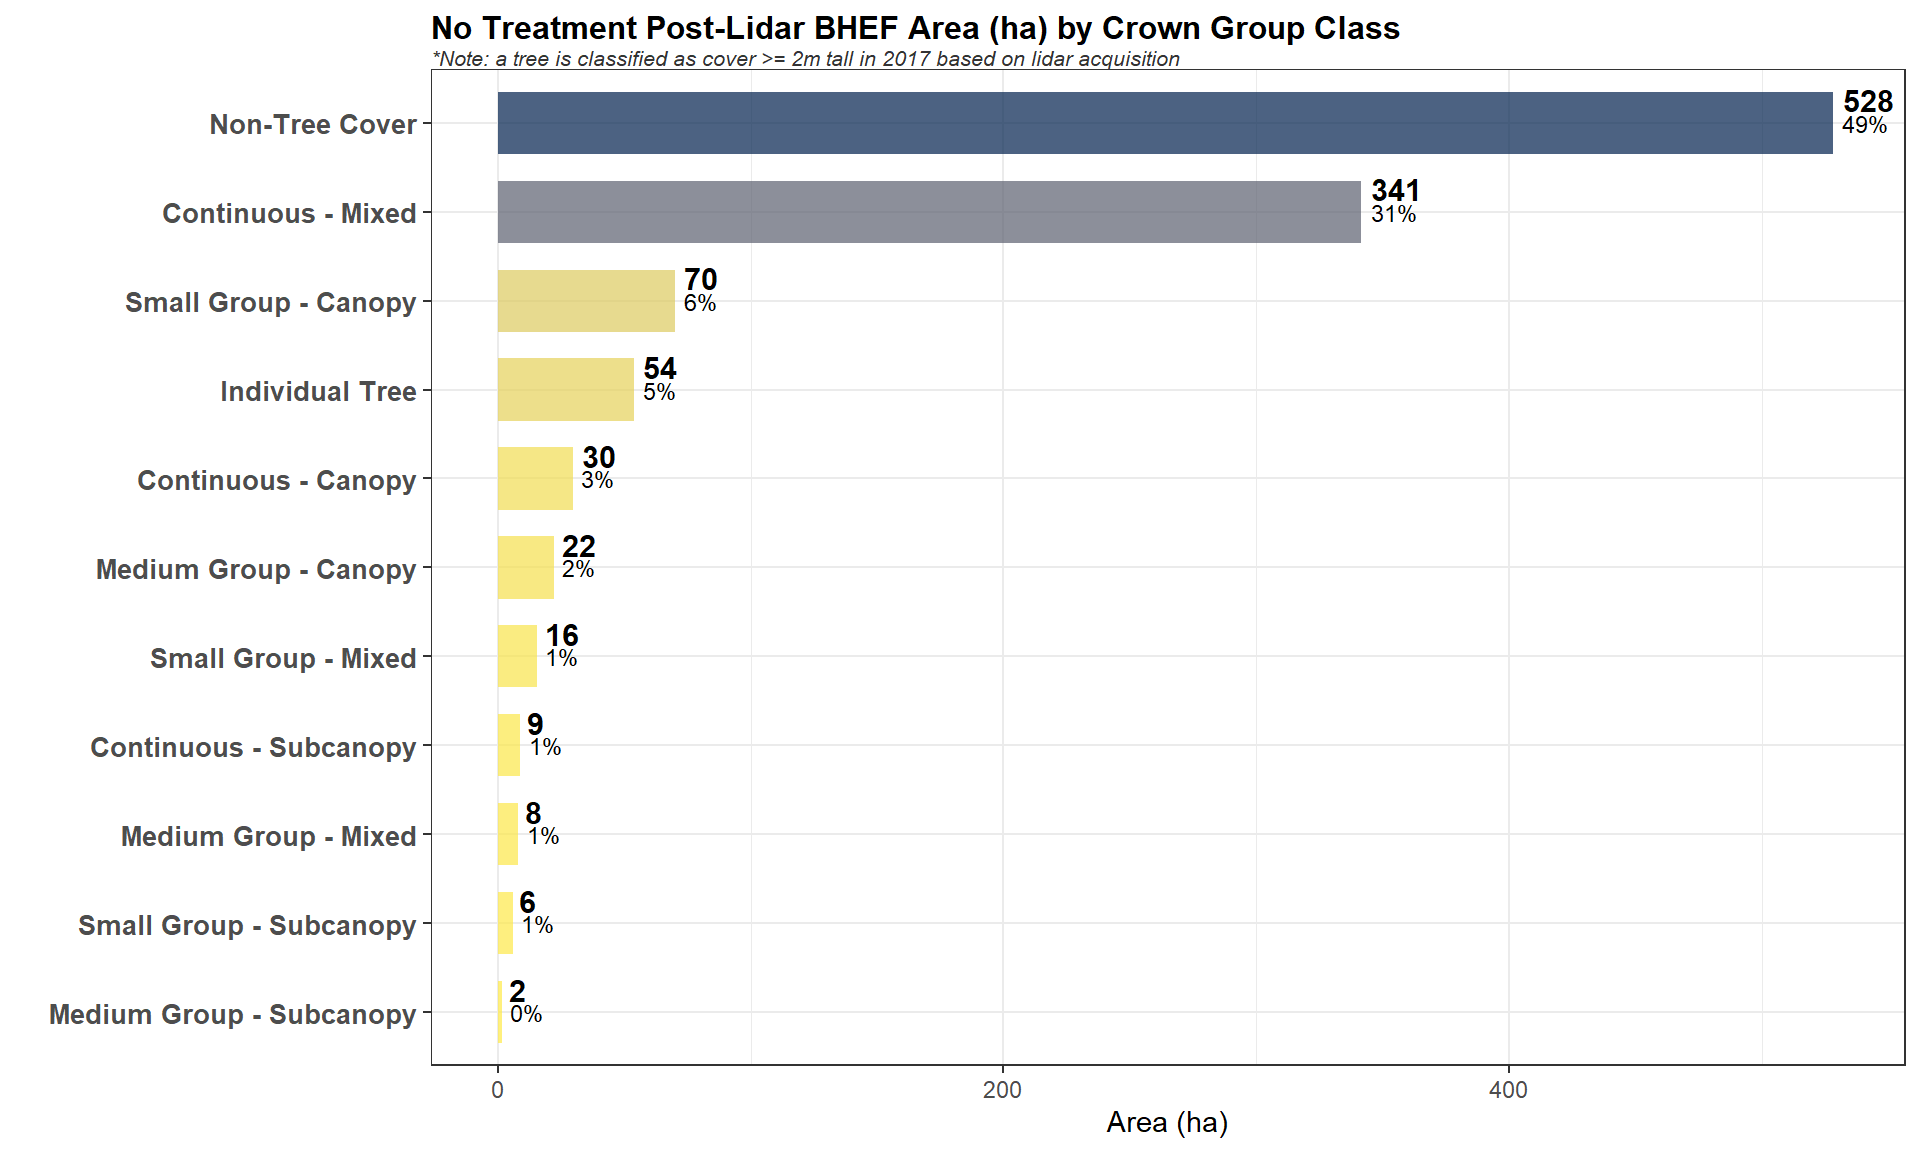 No Treatment Post-Lidar BHEF Area (ha) by Crown Group Class
*Note: a tree is classified as cover >= 2m tall in 2017 based on lidar acquisition
Non-Tree Cover
528
49%
Continuous - Mixed
341
31%
Small Group - Canopy
70
6%
Individual Tree
54
5%
Continuous - Canopy
30
3%
Medium Group - Canopy
22
2%
Small Group - Mixed
16
1%
Continuous - Subcanopy
9
1%
Medium Group - Mixed
8
1%
Small Group - Subcanopy
6
1%
Medium Group - Subcanopy
2
0%
0
200
400
Area (ha)